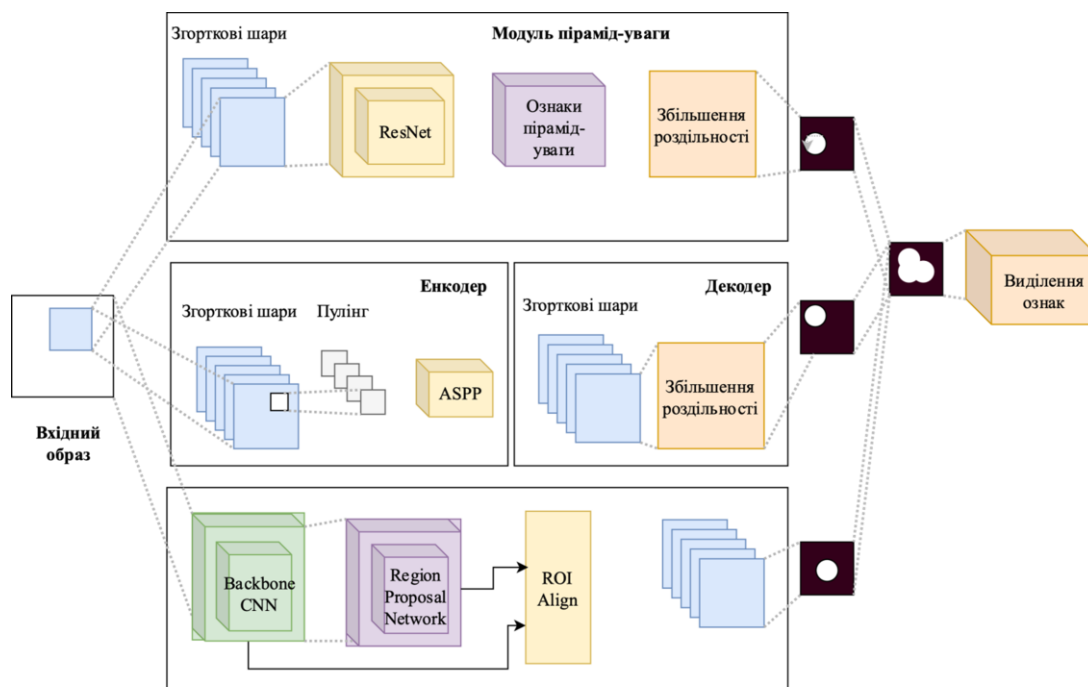 Згорткові шари
Модуль пірамід-уваги
ResNet
Ознаки
пірамід-
уваги
Збільшення
роздільності
Енкодер
Згорткові шари
Пулінг
ASPP
Декодер
Згорткові шари
Збільшення
роздільності
Виділення
ознак
Вхідний
образ
Backbone
CNN
Region
Proposal
Network
ROI
Align